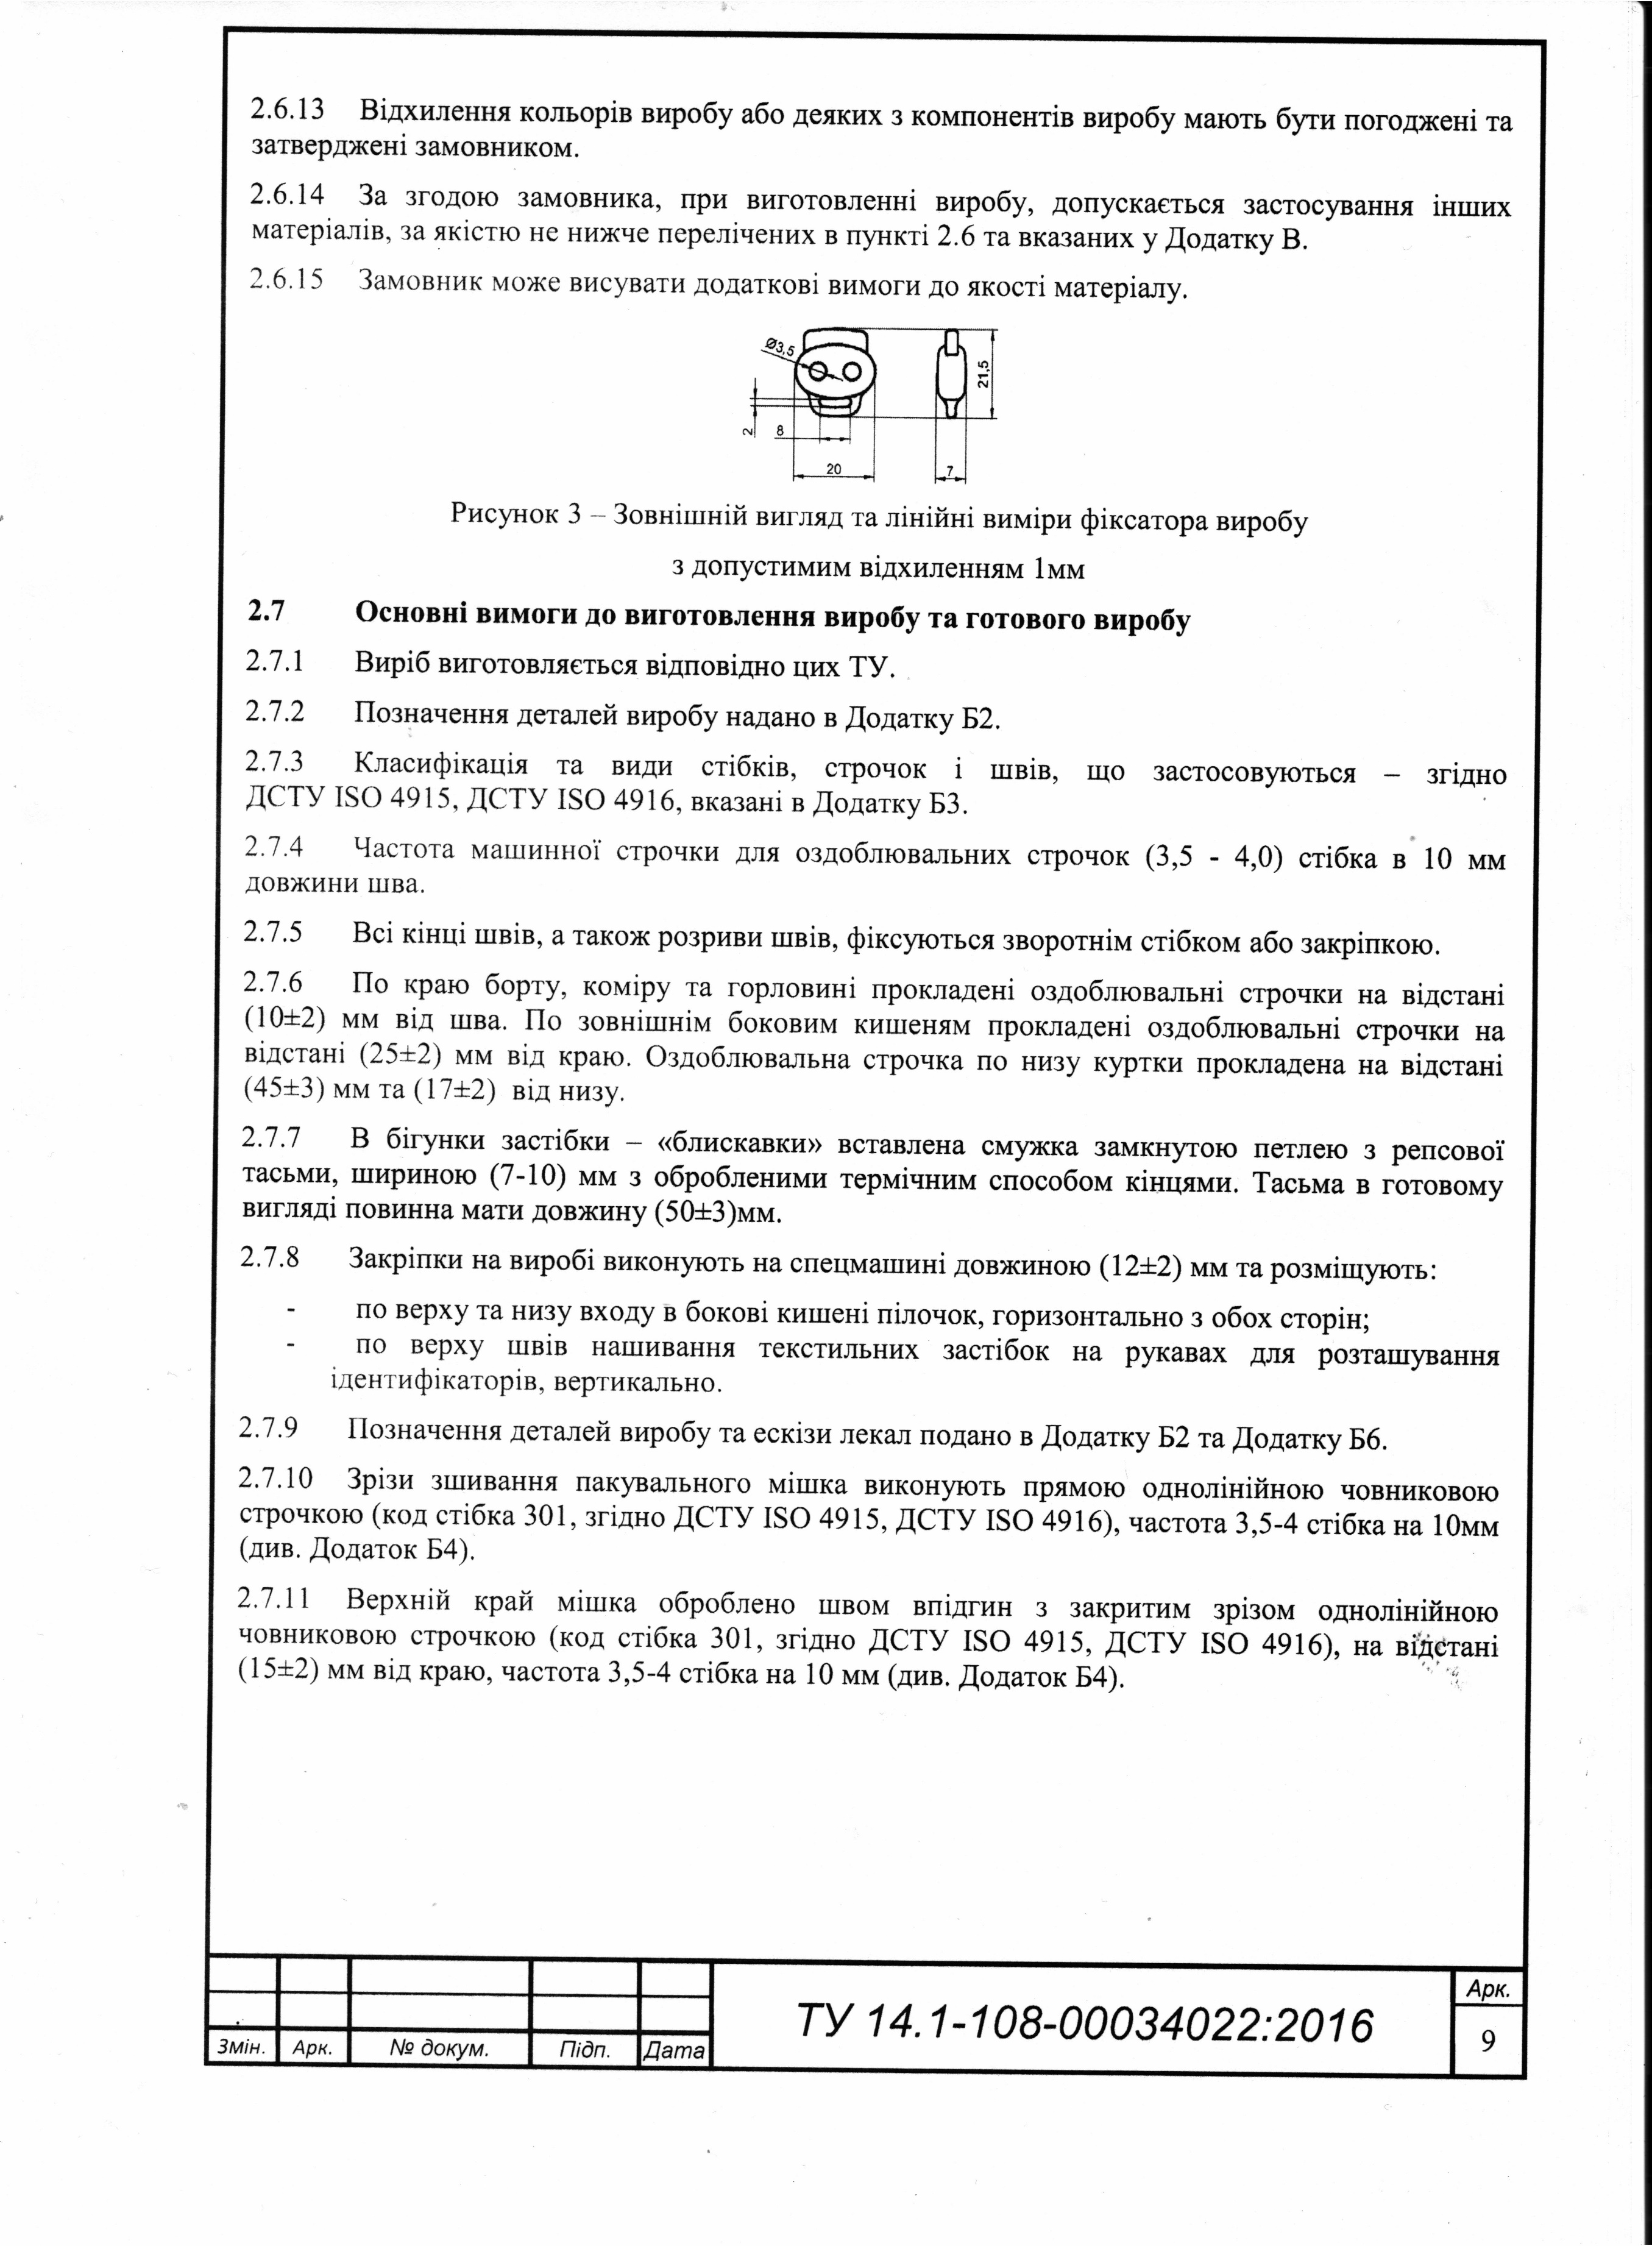 2.6.13 Відхилення кольорів виробу або деяких з компонентів виробу мають бути погоджені та
затверджені замовником.
2.6.14 За згодою замовника, при виготовленні виробу, допускається застосування інших
матеріалів, за якістю не нижче перелічених в пункті 2.6 та вказаних у Додатку В.
2.6.15 Замовник може висувати додаткові вимоги до якості матеріалу.
Ø3,5
21,5
2
8
20
7
Рисунок 3 – Зовнішній вигляд та лінійні виміри фіксатора виробу
з допустимим відхиленням 1мм
2.7 Основні вимоги до виготовлення виробу та готового виробу
2.7.1 Виріб виготовляється відповідно цих ТУ.
2.7.2 Позначення деталей виробу надано в Додатку Б2.
2.7.3 Класифікація та види стібків, строчок і швів, що застосовуються – згідно
ДСТУ ISO 4915, ДСТУ ISO 4916, вказані в Додатку Б3.
2.7.4 Частота машинної строчки для оздоблювальних строчок (3,5 - 4,0) стібка в 10 мм
довжини шва.
2.7.5 Всі кінці швів, а також розриви швів, фіксуються зворотнім стібком або закріпкою.
2.7.6 По краю борту, коміру та горловині прокладені оздоблювальні строчки на відстані
(10±2) мм від шва. По зовнішнім боковим кишеням прокладені оздоблювальні строчки на
відстані (25±2) мм від краю. Оздоблювальна строчка по низу куртки прокладена на відстані
(45±3) мм та (17±2) від низу.
2.7.7 В бігунки застібки – «блискавки» вставлена смужка замкнутою петлею з репсової
тасьми, шириною (7-10) мм з обробленими термічним способом кінцями. Тасьма в готовому
вигляді повинна мати довжину (50±3)мм.
2.7.8 Закріпки на виробі виконують на спецмашині довжиною (12±2) мм та розміщують:
- по верху та низу входу в бокові кишені пілочок, горизонтально з обох сторін;
- по верху швів нашивання текстильних застібок на рукавах для розташування
ідентифікаторів, вертикально.
2.7.9 Позначення деталей виробу та ескізи лекал подано в Додатку Б2 та Додатку Б6.
2.7.10 Зрізи зшивання пакувального мішка виконують прямою однолінійною човниковою
строчкою (код стібка 301, згідно ДСТУ ISO 4915, ДСТУ ISO 4916), частота 3,5-4 стібка на 10мм
(див. Додаток Б4).
2.7.11 Верхній край мішка оброблено швом впідгин з закритим зрізом однолінійною
човниковою строчкою (код стібка 301, згідно ДСТУ ISO 4915, ДСТУ ISO 4916), на відстані
(15±2) мм від краю, частота 3,5-4 стібка на 10 мм (див. Додаток Б4).
Змін. Арк. № докум. Підп. Дата
ТУ 14.1-108-00034022:2016
Арк.
9